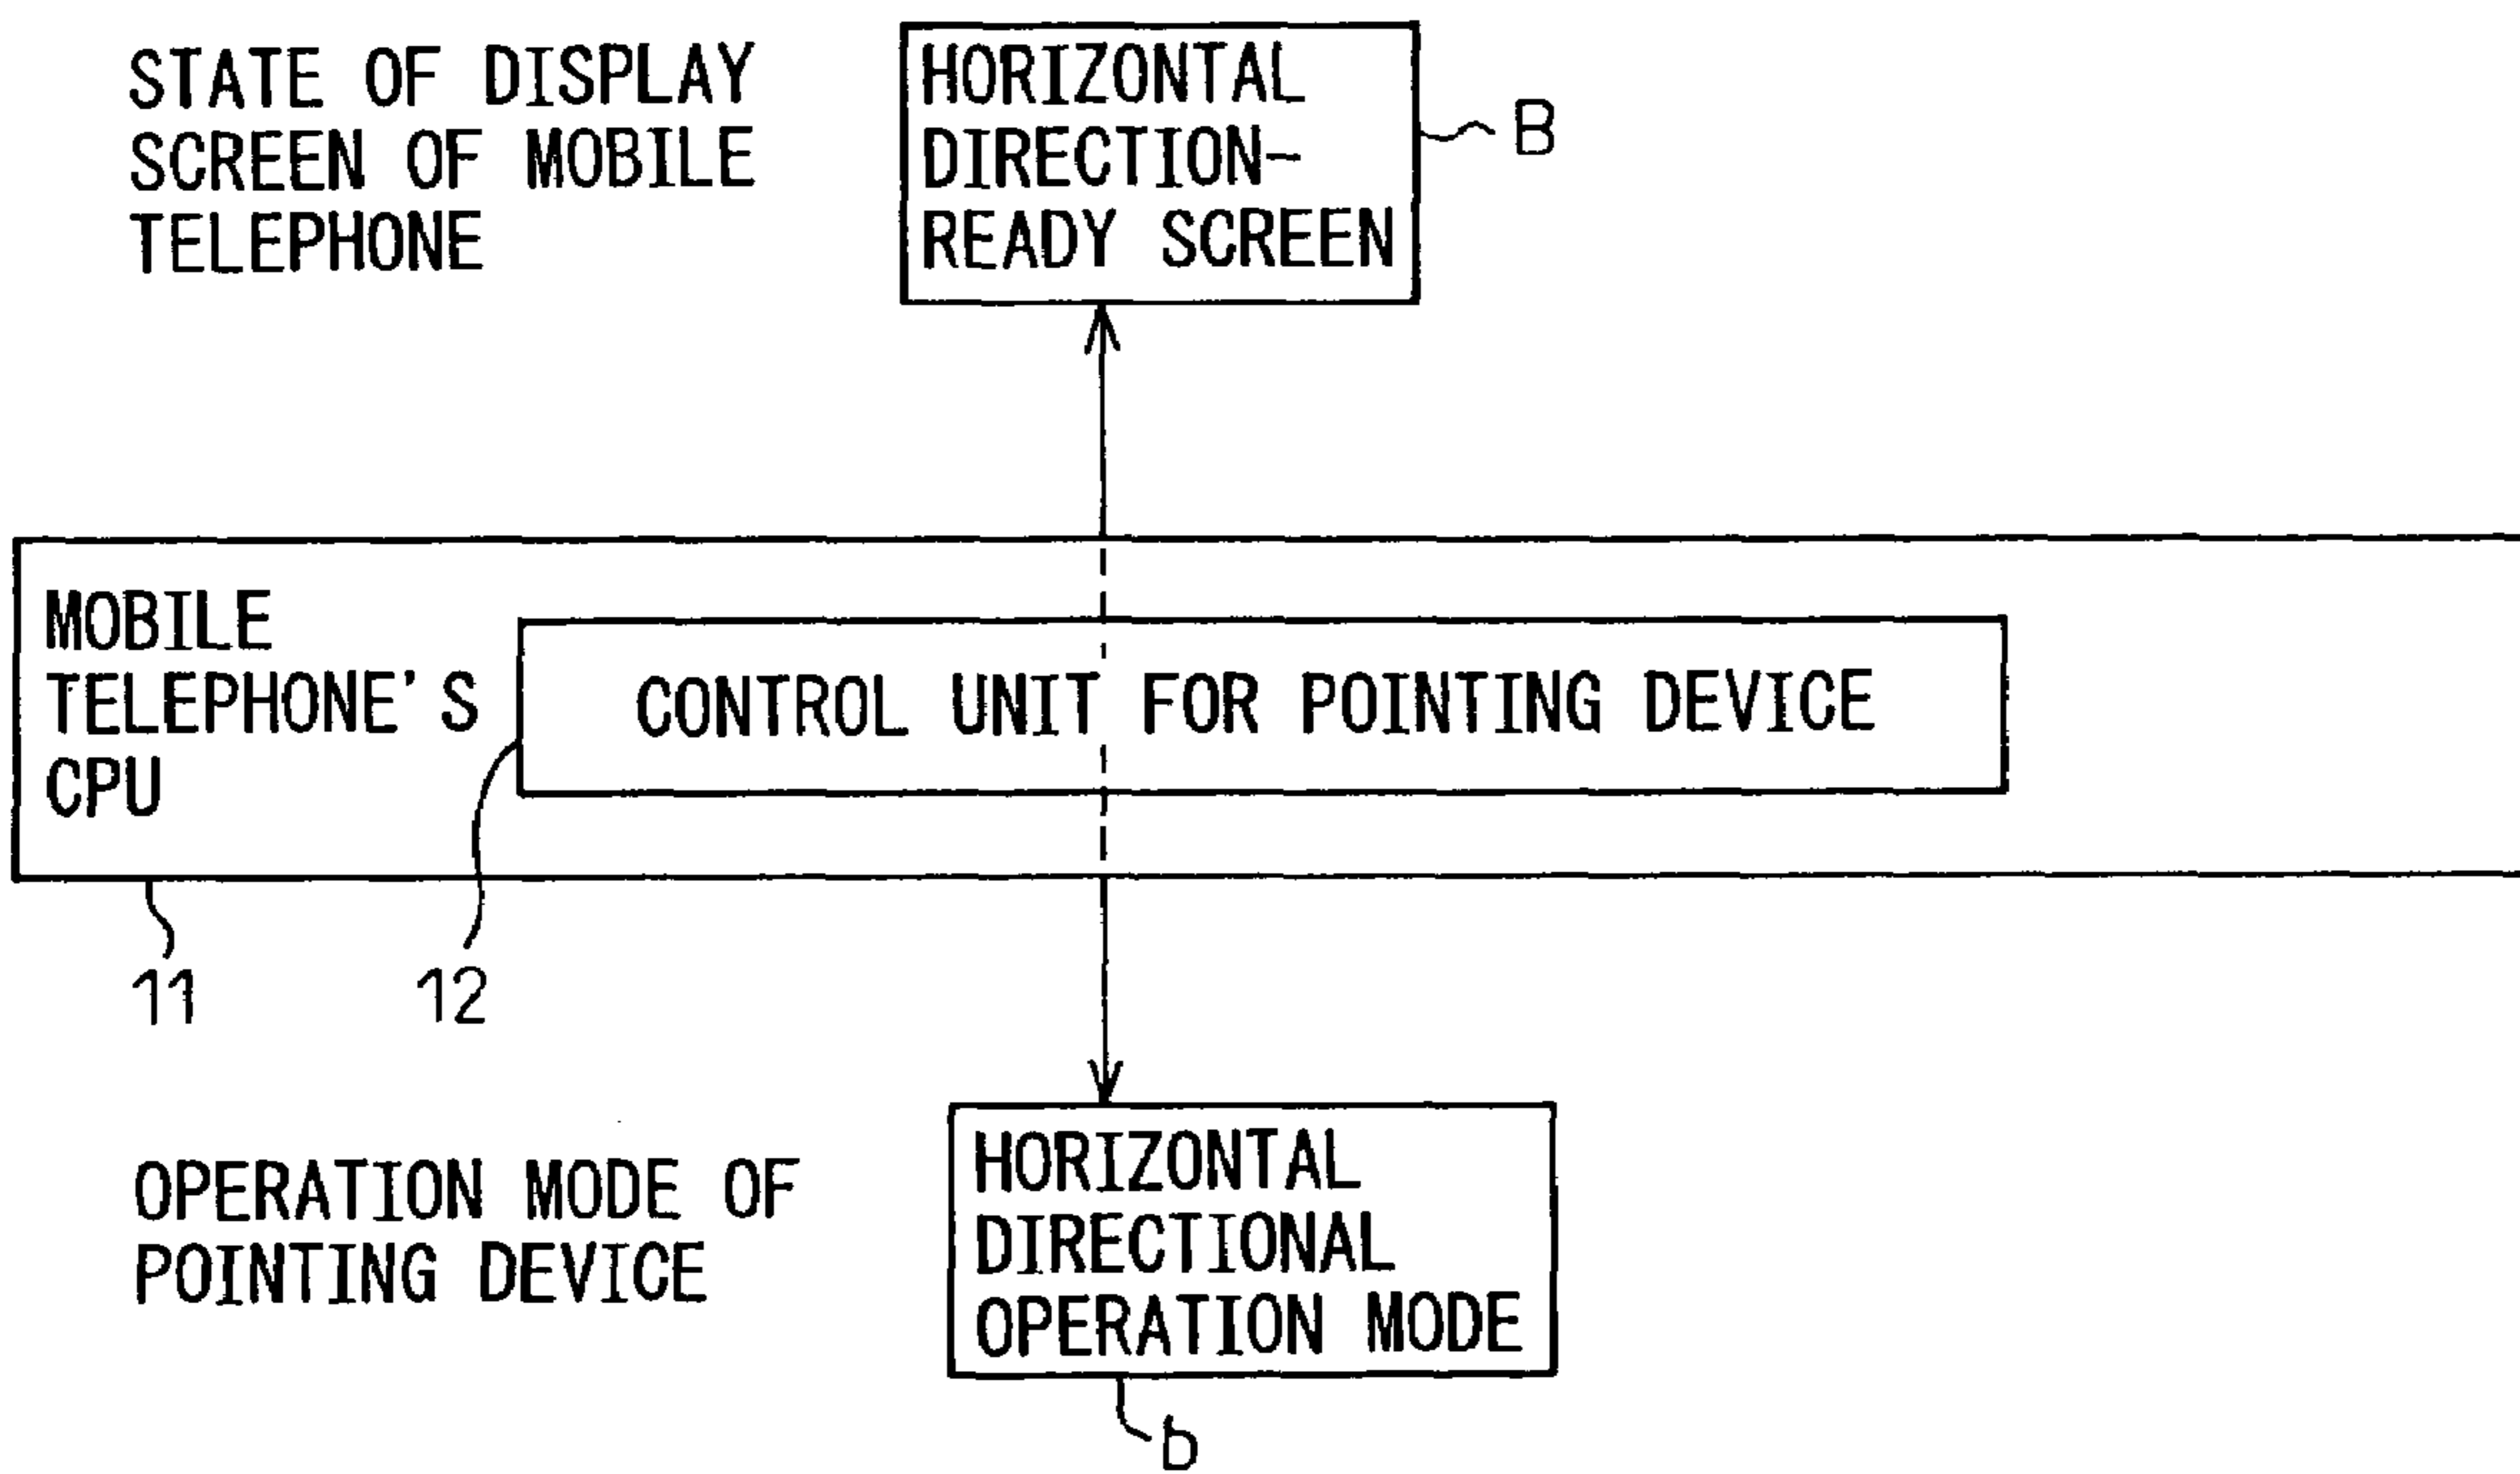 STATE OF DISPLAY
SCREEN OF MOBILE
TELEPHONE
HORIZONTAL
DIRECTION-
READY SCREEN
B
MOBILE
TELEPHONE'S
CPU
CONTROL UNIT FOR POINTING DEVICE
11
12
OPERATION MODE OF
POINTING DEVICE
HORIZONTAL
DIRECTIONAL
OPERATION MODE
b